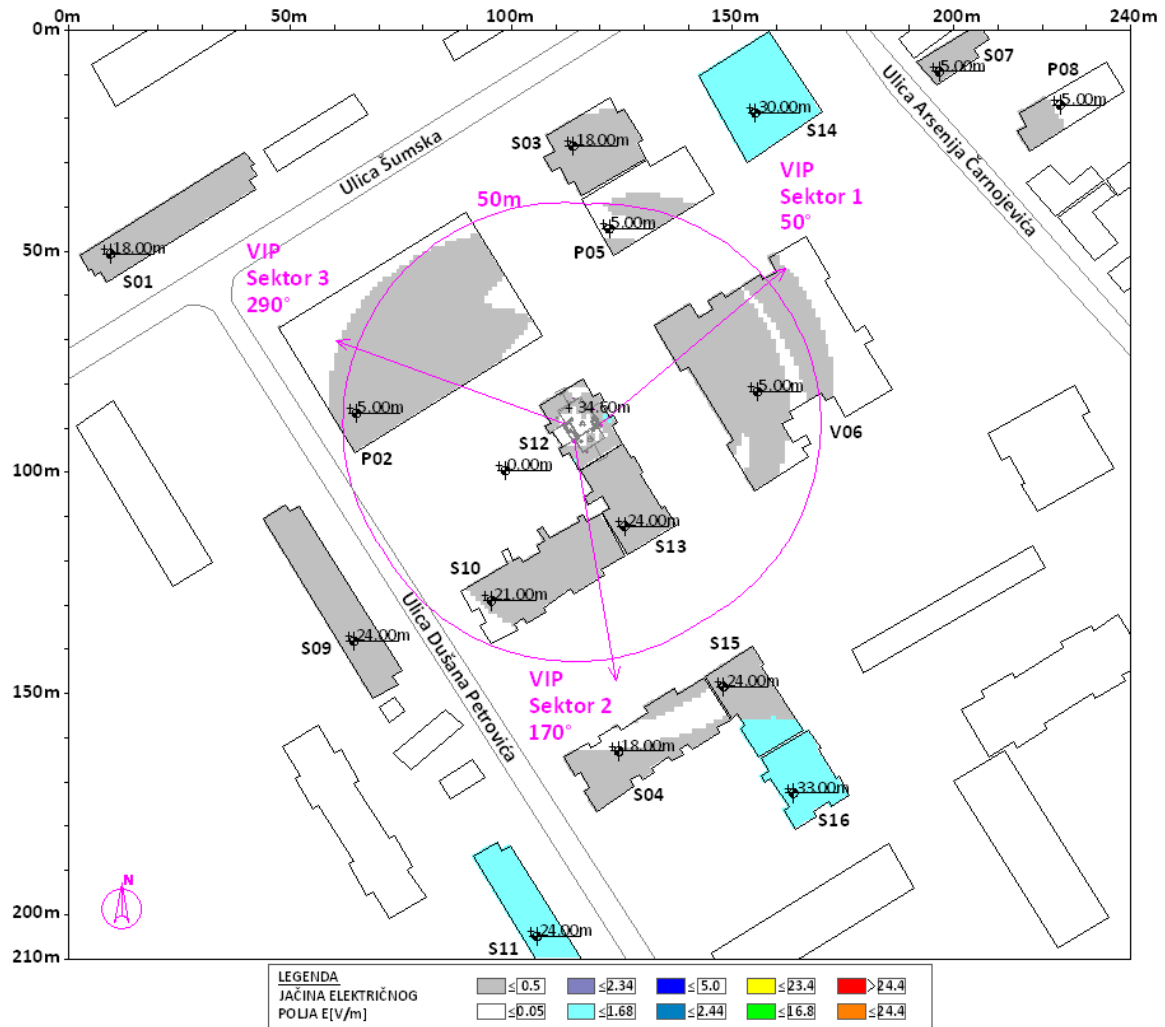 0m 50m 100m 150m 200m 240m
0m
50m
100m
150m
200m
210m
S07
+5.00m
P08
+5.00m
Ulica Arsenija Čarnojevića
+30.00m
S14
S03
+18.00m
Ulica Šumska
VIP
Sektor 1
50°
50m
+5.00m
P05
+18.00m
S01
VIP
Sektor 3
290°
+5.00m
P02
+5.00m
V06
+34.60m
S12
+0.00m
+24.00m
S13
S10
+21.00m
Ulica Dušana Petrovića
S09
+24.00m
S15
+24.00m
VIP
Sektor 2
170°
+18.00m
S04
+33.00m
S16
N
+24.00m
S11
LEGENDA
JAČINA ELEKTRIČNOG
POLJA E[V/m]
≤ 0.5 ≤2.34 ≤ 5.0 ≤23.4 >24.4
≤0.05 ≤1.68 ≤2.44 ≤16.8 ≤24.4